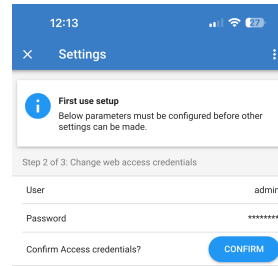 12:13
27
Settings
First use setup
Below parameters must be configured before other
settings can be made.
Step 2 of 3: Change web access credentials
User admin
Password *******
Confirm Access credentials? CONFIRM